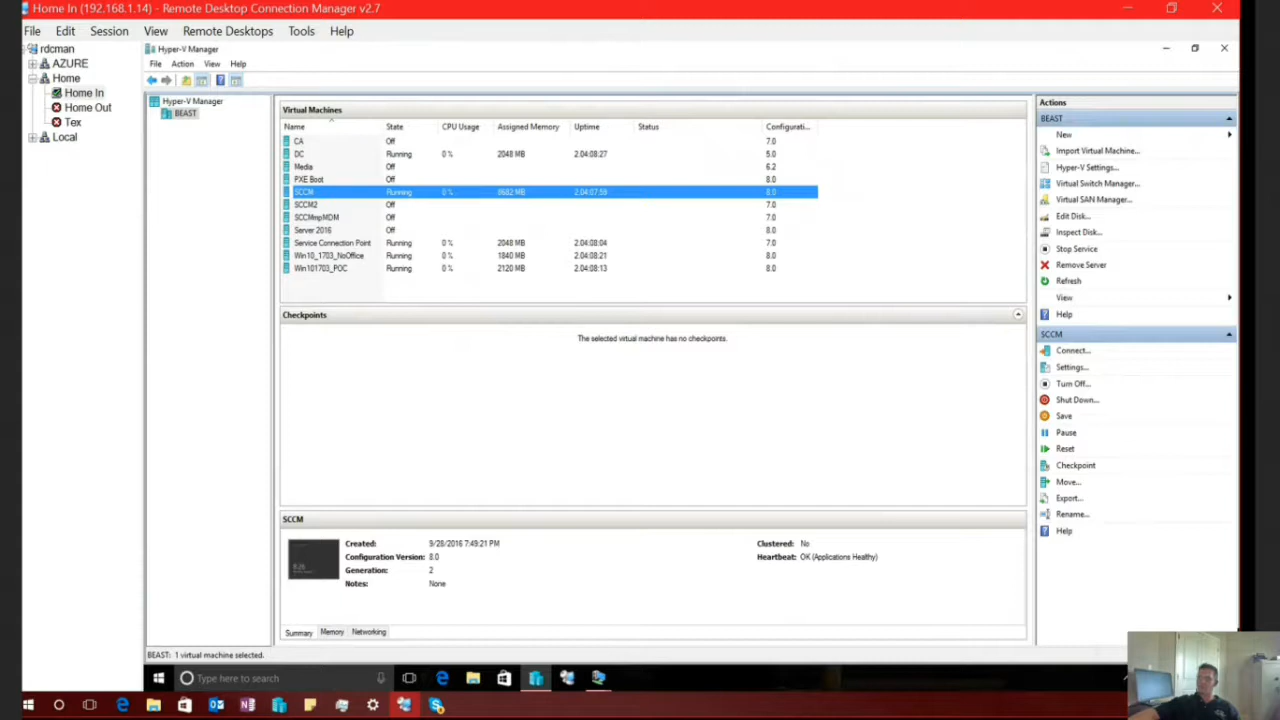 Home In (192.168.1.14) - Remote Desktop Connection Manager v2.7
File Edit Session View Remote Desktops Tools Help
rdcman
AZURE
Home
Home In
Home Out
Tex
Local
Hyper-V Manager
File Action View Help
Hyper-V Manager
BEAST
Virtual Machines
Name State CPU Usage Assigned Memory Uptime Status Configurati...
CA Off 7.0
DC Running 0 % 2048 MB 2.04:08:27 5.0
Media Off 6.2
PXE Boot Off 8.0
SCCM Running 0 % 8682 MB 2.04:07:59 8.0
SCCM2 Off 7.0
SCCMmpMDM Off 7.0
Server 2016 Off 8.0
Service Connection Point Running 0 % 2048 MB 2.04:08:04 7.0
Win10_1703_NoOffice Running 0 % 1840 MB 2.04:08:21 8.0
Win101703_POC Running 0 % 2120 MB 2.04:08:13 8.0
Checkpoints
The selected virtual machine has no checkpoints.
SCCM
Created: 9/28/2016 7:49:21 PM Clustered: No
Configuration Version: 8.0 Heartbeat: OK (Applications Healthy)
Generation: 2
Notes: None
Summary Memory Networking
Actions
BEAST
New
Import Virtual Machine...
Hyper-V Settings...
Virtual Switch Manager...
Virtual SAN Manager...
Edit Disk...
Inspect Disk...
Stop Service
Remove Server
Refresh
View
Help
SCCM
Connect...
Settings...
Turn Off...
Shut Down...
Save
Pause
Reset
Checkpoint
Move...
Export...
Rename...
Help
BEAST: 1 virtual machine selected.
Type here to search